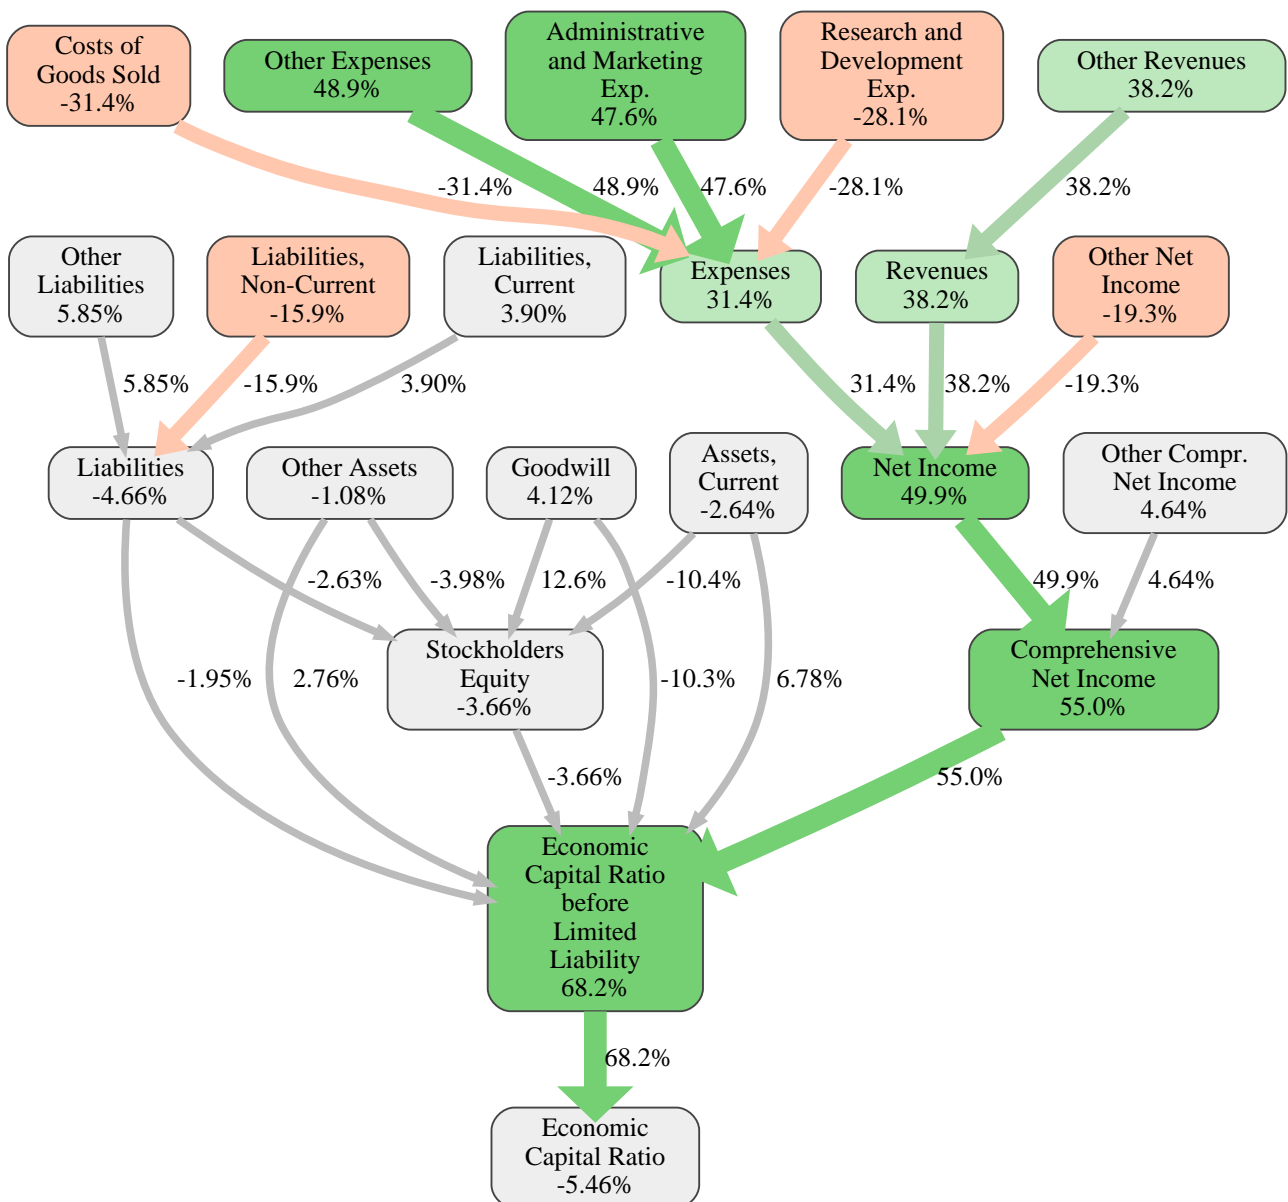 Costs of
Goods Sold
-31.4%
Other Expenses
48.9%
Administrative
and Marketing
Exp.
47.6%
Research and
Development
Exp.
-28.1%
Other Revenues
38.2%
-31.4%
48.9%
47.6%
-28.1%
38.2%
Other
Liabilities
5.85%
Liabilities,
Non-Current
-15.9%
Liabilities,
Current
3.90%
Expenses
31.4%
Revenues
38.2%
Other Net
Income
-19.3%
5.85%
-15.9%
3.90%
31.4%
38.2%
-19.3%
Liabilities
-4.66%
Other Assets
-1.08%
Goodwill
4.12%
Assets,
Current
-2.64%
Net Income
49.9%
Other Compr.
Net Income
4.64%
-2.63%
-3.98%
12.6%
-10.4%
49.9%
4.64%
-1.95%
2.76%
Stockholders
Equity
-3.66%
-10.3%
6.78%
Comprehensive
Net Income
55.0%
-3.66%
55.0%
Economic
Capital Ratio
before
Limited
Liability
68.2%
68.2%
Economic
Capital Ratio
-5.46%